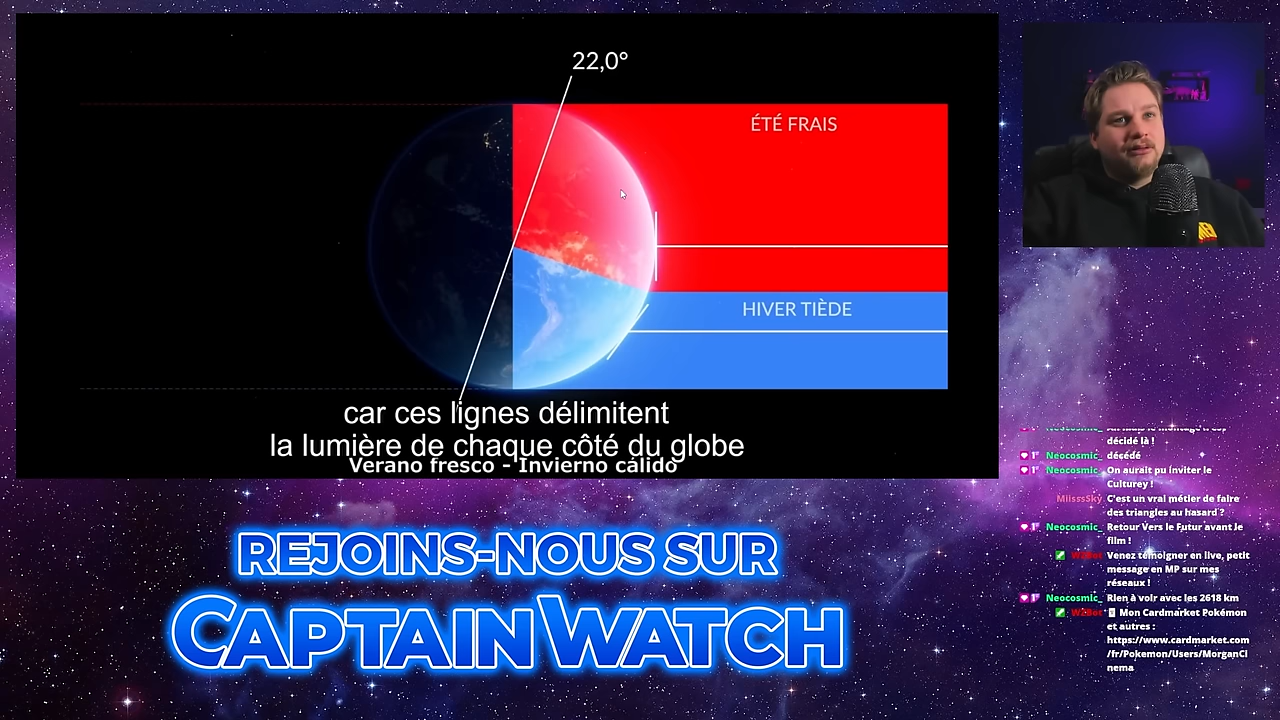 22,0°
ÉTÉ FRAIS
HIVER TIÈDE
car ces lignes délimitent
la lumière de chaque côté du globe
Verano fresco - Invierno cálido
REJOINS-NOUS SUR
CAPTAINWATCH
décidé là !
Neocosmic_ décédé
Neocosmic_ On aurait pu inviter le
Culturey !
MilsrsSky C'est un vrai métier de faire
des triangles au hasard ?
Neocosmic_ Retour Vers le Futur avant le
film !
WzBot Venez témoigner en live, petit
message en MP sur mes
réseaux !
Neocosmic_ Rien à voir avec les 2618 km
WzBot Mon Cardmarket Pokémon
et autres :
https://www.cardmarket.com
/fr/Pokemon/Users/MorganCi
nema